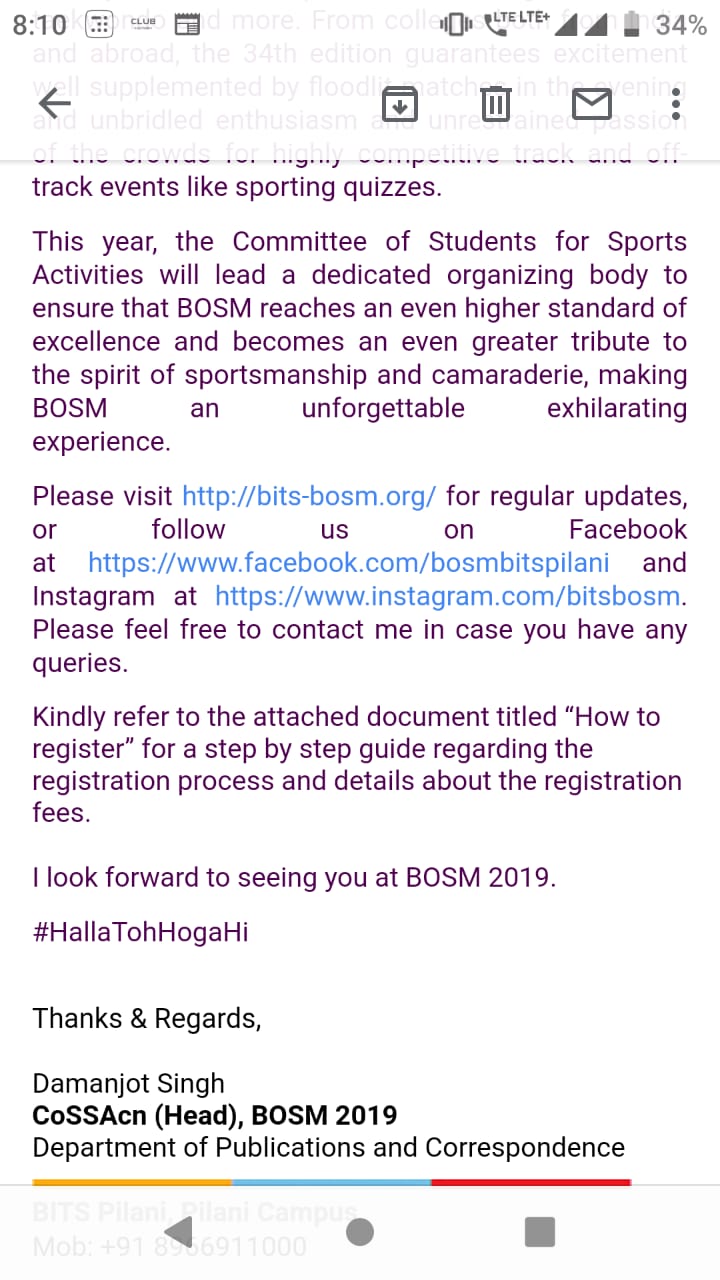 8:10 CLUB LTE LTE+ 34%
and more. From
and abroad, the 34th edition guarantees excitement
well supplemented by floodlit matches in the evening
and unbridled enthusiasm and unrestrained passion
of the crowds for highly competitive track and off-
track events like sporting quizzes.
This year, the Committee of Students for Sports
Activities will lead a dedicated organizing body to
ensure that BOSM reaches an even higher standard of
excellence and becomes an even greater tribute to
the spirit of sportsmanship and camaraderie, making
BOSM an unforgettable exhilarating
experience.
Please visit http://bits-bosm.org/ for regular updates,
or follow us on Facebook
at https://www.facebook.com/bosmbitspilani and
Instagram at https://www.instagram.com/bitsbosm.
Please feel free to contact me in case you have any
queries.
Kindly refer to the attached document titled “How to
register” for a step by step guide regarding the
registration process and details about the registration
fees.
I look forward to seeing you at BOSM 2019.
#HallaTohHogaHi
Thanks & Regards,
Damanjot Singh
CoSSAcn (Head), BOSM 2019
Department of Publications and Correspondence
BITS Pilani, Pilani Campus
Mob: +91 8966911000